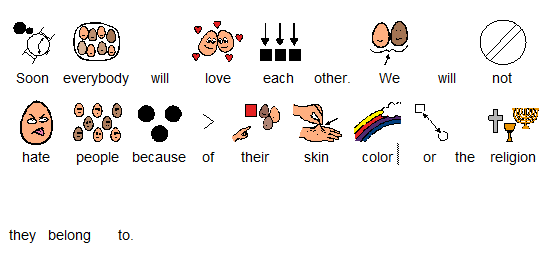 Soon everybody will love each other. We will not
hate people because of their skin color or the religion
they belong to.